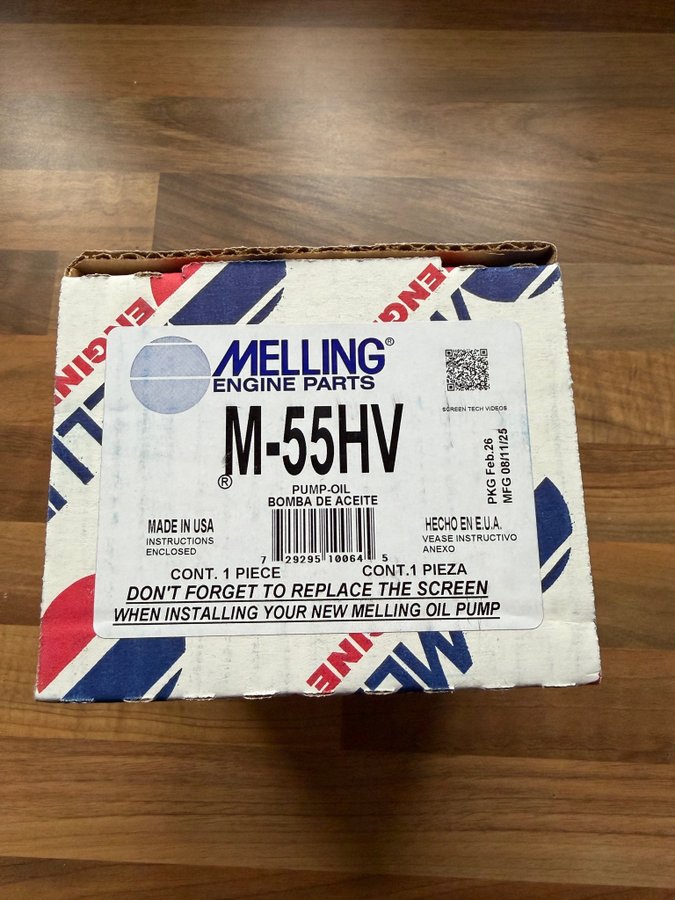 ENGINE
ENGINE
MELLING®
ENGINE PARTS
SCREEN TECH VIDEOS
M-55HV
®
PKG Feb.26
MFG 08/11/25
PUMP-OIL
BOMBA DE ACEITE
MADE IN USA
INSTRUCTIONS
ENCLOSED
HECHO EN E.U.A.
VEASE INSTRUCTIVO
ANEXO
7 29295 10064 5
CONT. 1 PIECE
CONT.1 PIEZA
DON'T FORGET TO REPLACE THE SCREEN
WHEN INSTALLING YOUR NEW MELLING OIL PUMP